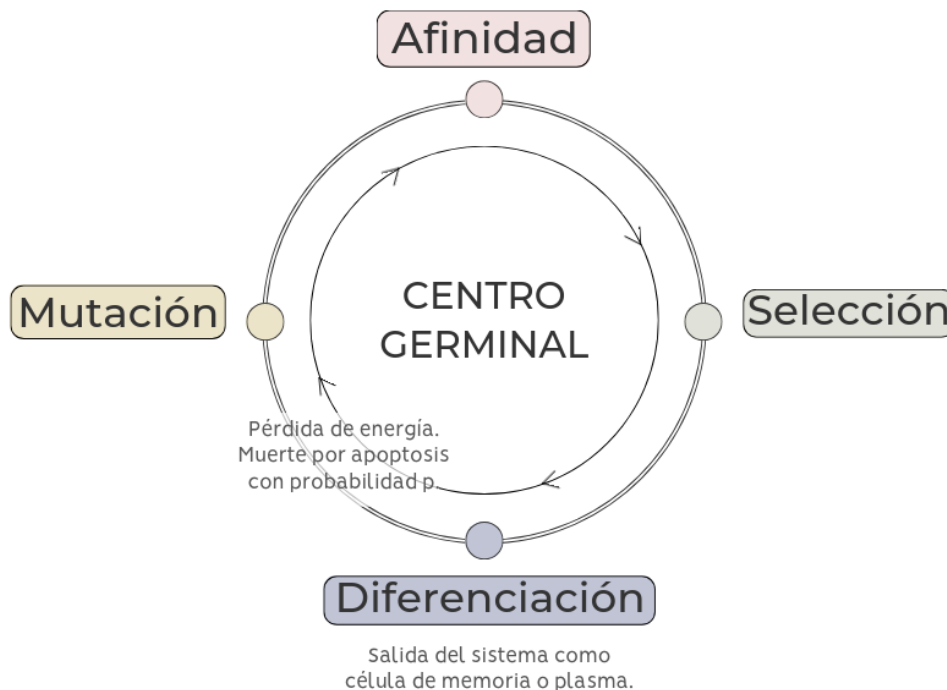 Afinidad
CENTRO
GERMINAL
Mutación
Selección
Pérdida de energía.
Muerte por apoptosis
con probabilidad p.
Diferenciación
Salida del sistema como
célula de memoria o plasma.